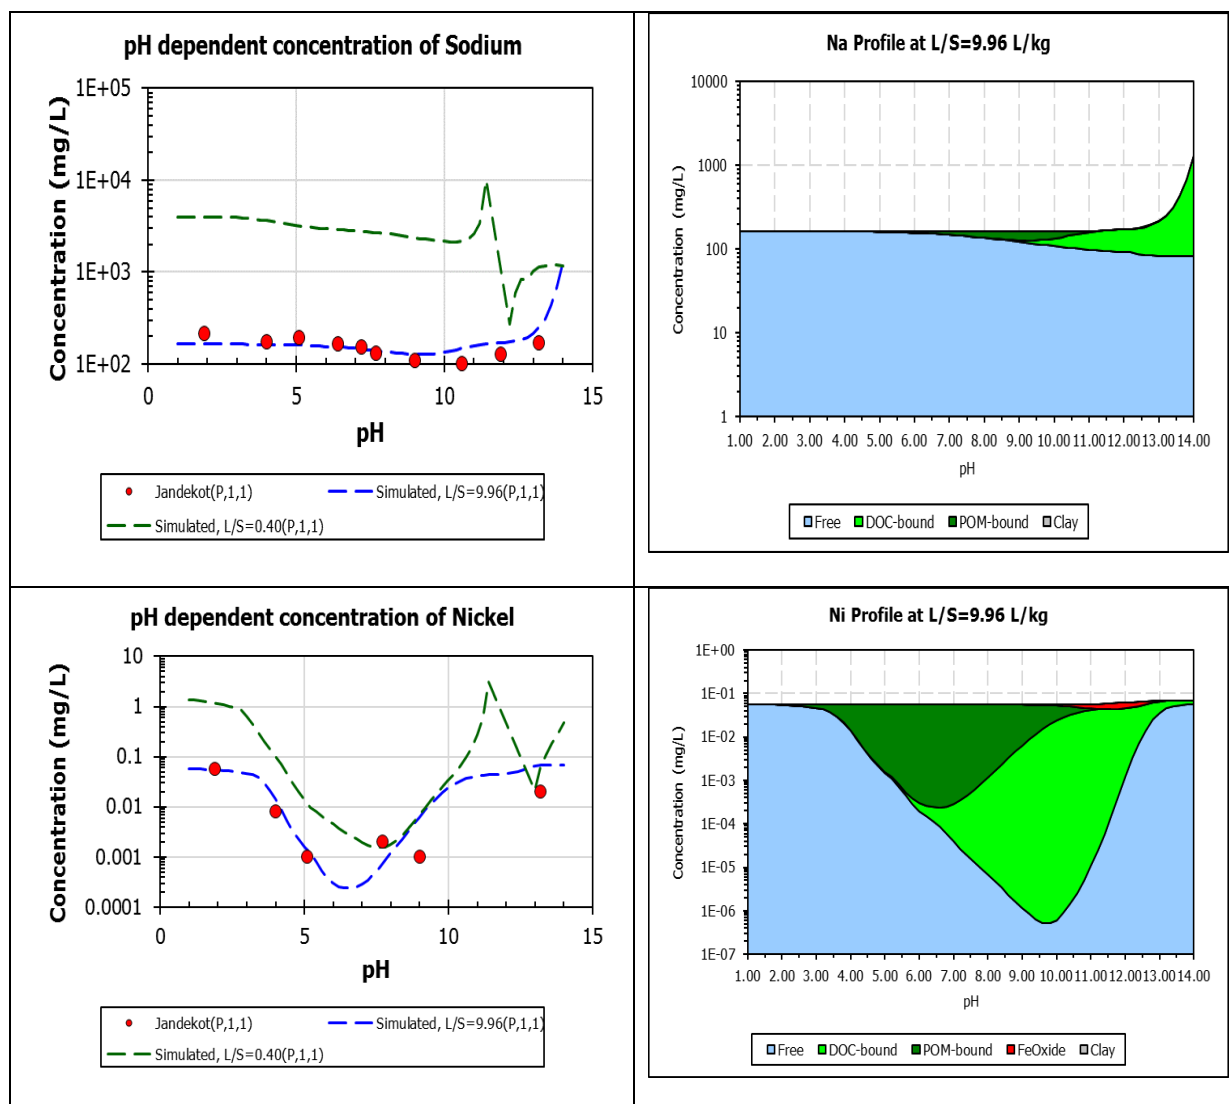 pH dependent concentration of Sodium
Concentration (mg/L)
1E+05
1E+04
1E+03
1E+02
0 5 10 15
pH
Jandekot(P,1,1) Simulated, L/S=9.96(P,1,1)
Simulated, L/S=0.40(P,1,1)
Na Profile at L/S=9.96 L/kg
Concentration (mg/L)
10000
1000
100
10
1
1.00 2.00 3.00 4.00 5.00 6.00 7.00 8.00 9.00 10.00 11.00 12.00 13.00 14.00
pH
Free DOC-bound POM-bound Clay
pH dependent concentration of Nickel
Concentration (mg/L)
10
1
0.1
0.01
0.001
0.0001
0 5 10 15
pH
Jandekot(P,1,1) Simulated, L/S=9.96(P,1,1)
Simulated, L/S=0.40(P,1,1)
Ni Profile at L/S=9.96 L/kg
Concentration (mg/L)
1E+00
1E-01
1E-02
1E-03
1E-04
1E-05
1E-06
1E-07
1.00 2.00 3.00 4.00 5.00 6.00 7.00 8.00 9.00 10.00 11.00 12.00 13.00 14.00
pH
Free DOC-bound POM-bound FeOxide Clay